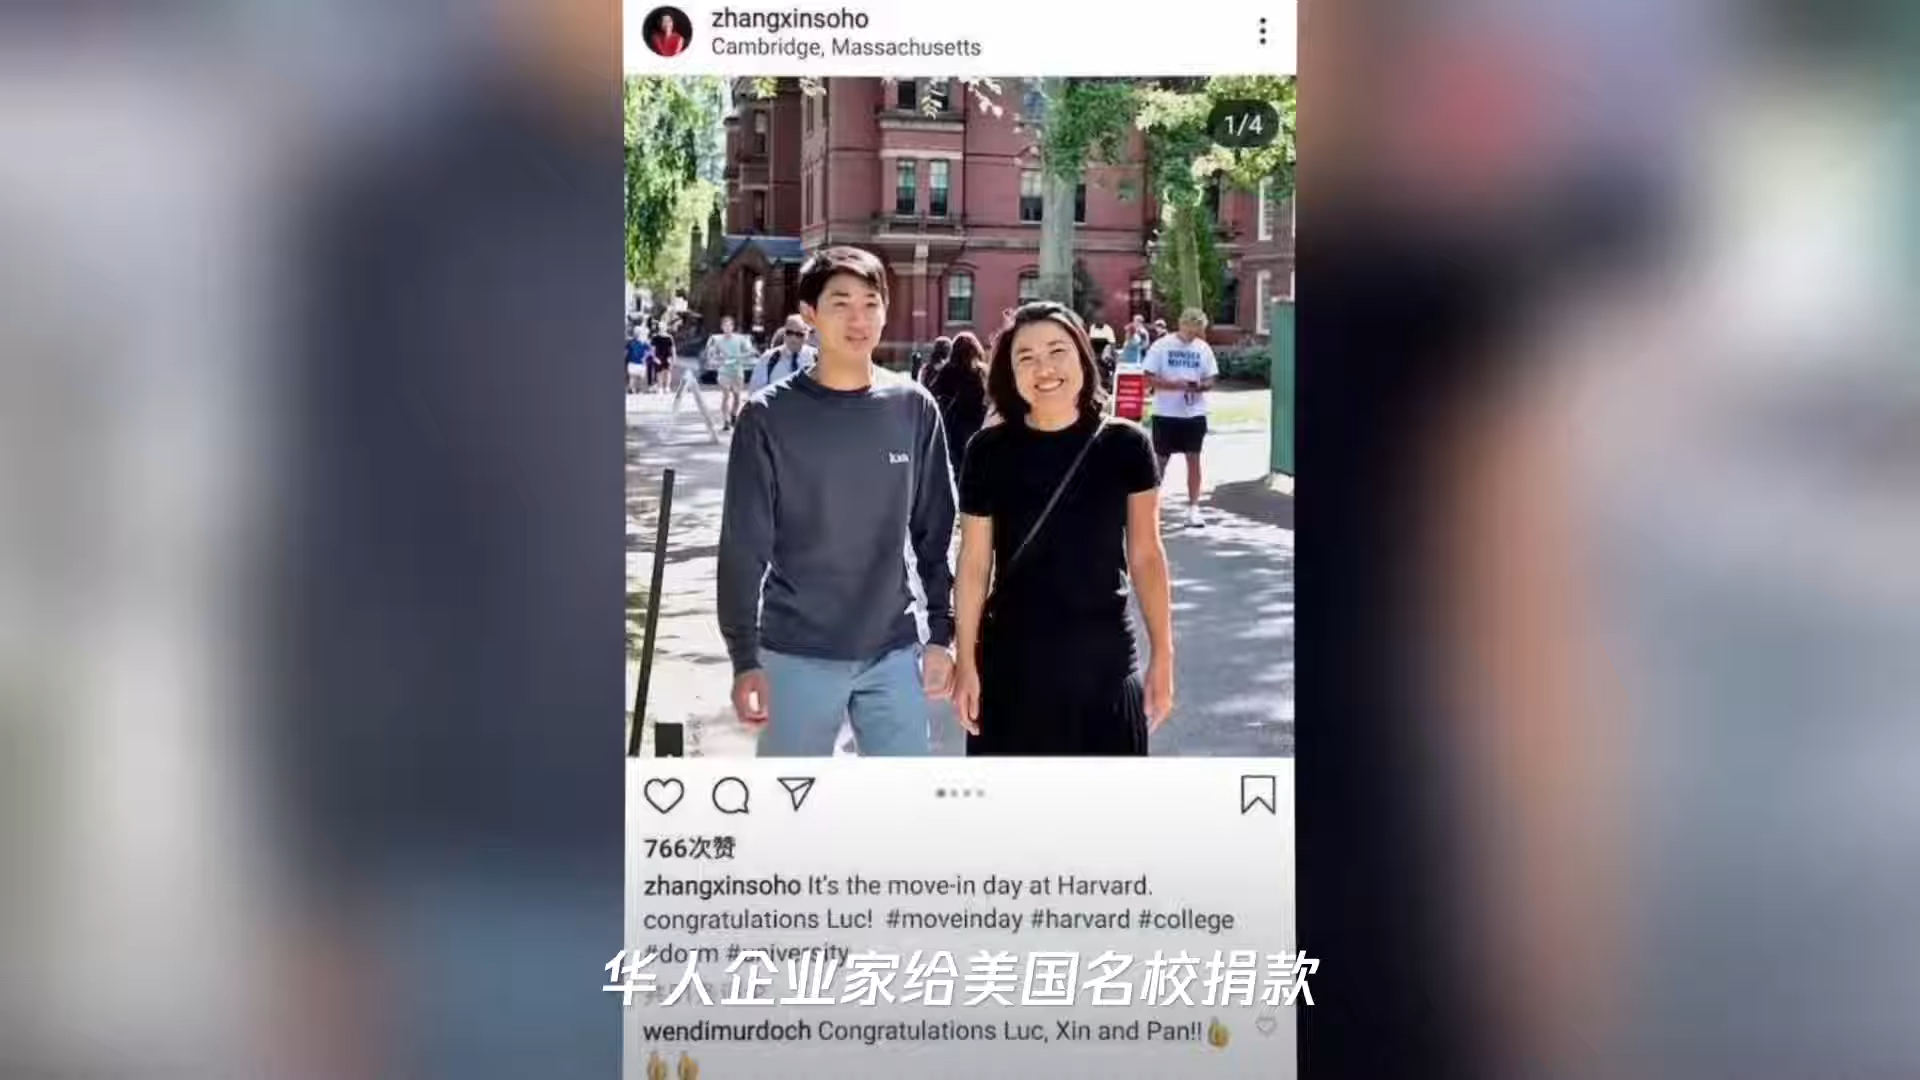 zhangxinsoho
Cambridge, Massachusetts
1/4
766次赞
zhangxinsoho It's the move-in day at Harvard.
congratulations Luc! #moveinday #harvard #college
#dorm #university
华人企业家给美国名校捐款
wendimurdoch Congratulations Luc, Xin and Pan!!